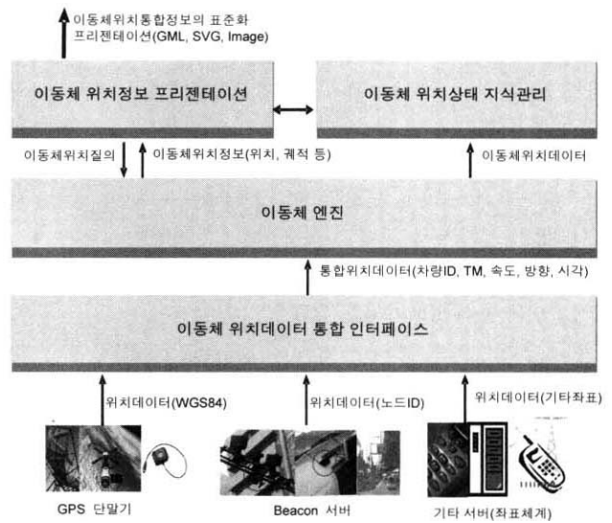 이동체위치통합정보의 표준화
프리젠테이션(GML, SVG, Image)
이동체 위치정보 프리젠테이션
이동체 위치상태 지식관리
이동체위치질의
이동체위치정보(위치, 궤적 등)
이동체위치데이터
이동체 엔진
통합위치데이터(차량ID, TM, 속도, 방향, 시각)
이동체 위치데이터 통합 인터페이스
위치데이터(WGS84)
위치데이터(노드ID)
위치데이터(기타좌표)
GPS 단말기
Beacon 서버
기타 서버(좌표체계)